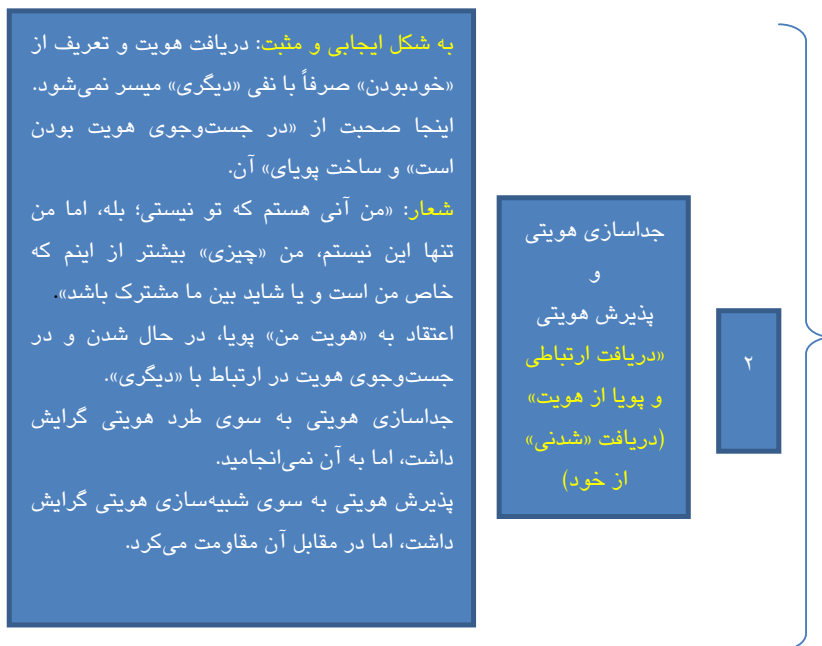 ۲
جداسازی هویتی
و
پذیرش هویتی
«دریافت ارتباطی
و پویا از هویت»
(دریافت «شدنی»
از خود)
به شکل ایجابی و مثبت: دریافت هویت و تعریف از
«خودبودن» صرفاً با نفی «دیگری» میسر نمی‌شود.
اینجا صحبت از «در جست‌وجوی هویت بودن
است» و ساخت پویای» آن.
شعار: «من آنی هستم که تو نیستی؛ بله، اما من
تنها این نیستم، من «چیزی» بیشتر از اینم که
خاص من است و یا شاید بین ما مشترک باشد».
اعتقاد به «هویت من» پویا، در حال شدن و در
جست‌وجوی هویت در ارتباط با «دیگری».
جداسازی هویتی به سوی طرد هویتی گرایش
داشت، اما به آن نمی‌انجامید.
پذیرش هویتی به سوی شبیه‌سازی هویتی گرایش
داشت، اما در مقابل آن مقاومت می‌کرد.